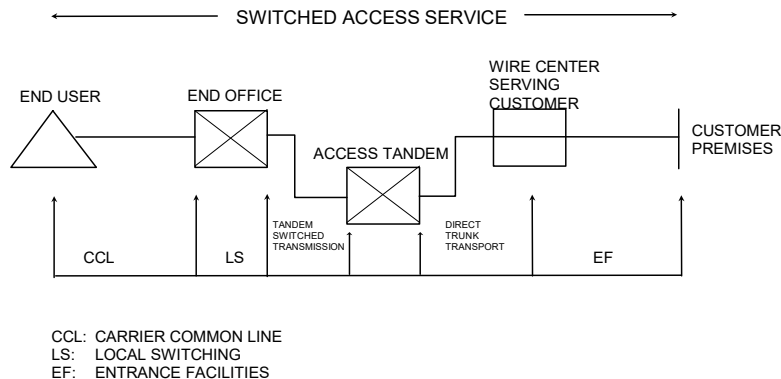 SWITCHED ACCESS SERVICE
WIRE CENTER
SERVING
CUSTOMER
END USER
END OFFICE
CUSTOMER
PREMISES
ACCESS TANDEM
TANDEM
SWITCHED
TRANSMISSION
DIRECT
TRUNK
TRANSPORT
CCL
LS
EF
CCL: CARRIER COMMON LINE
LS: LOCAL SWITCHING
EF: ENTRANCE FACILITIES